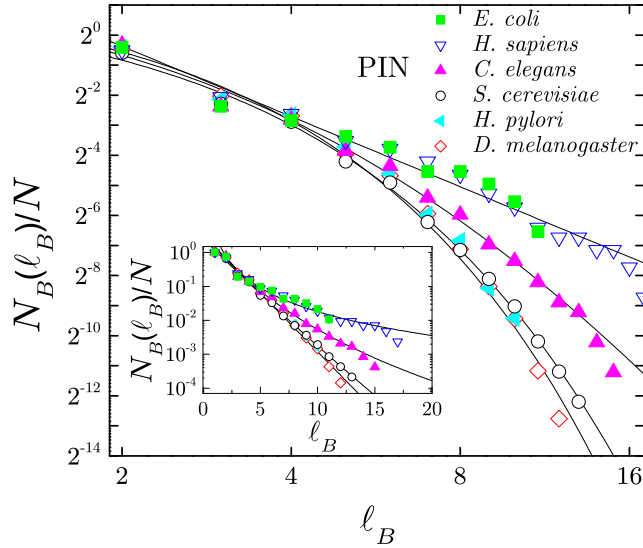 2^0
2^-2
2^-4
2^-6
2^-8
2^-10
2^-12
2^-14
N_B(ℓ_B)/N
PIN
E. coli
H. sapiens
C. elegans
S. cerevisiae
H. pylori
D. melanogaster
10^0
10^-1
10^-2
10^-3
10^-4
N_B(ℓ_B)/N
0 5 10 15 20
ℓ_B
2 4 8 16
ℓ_B